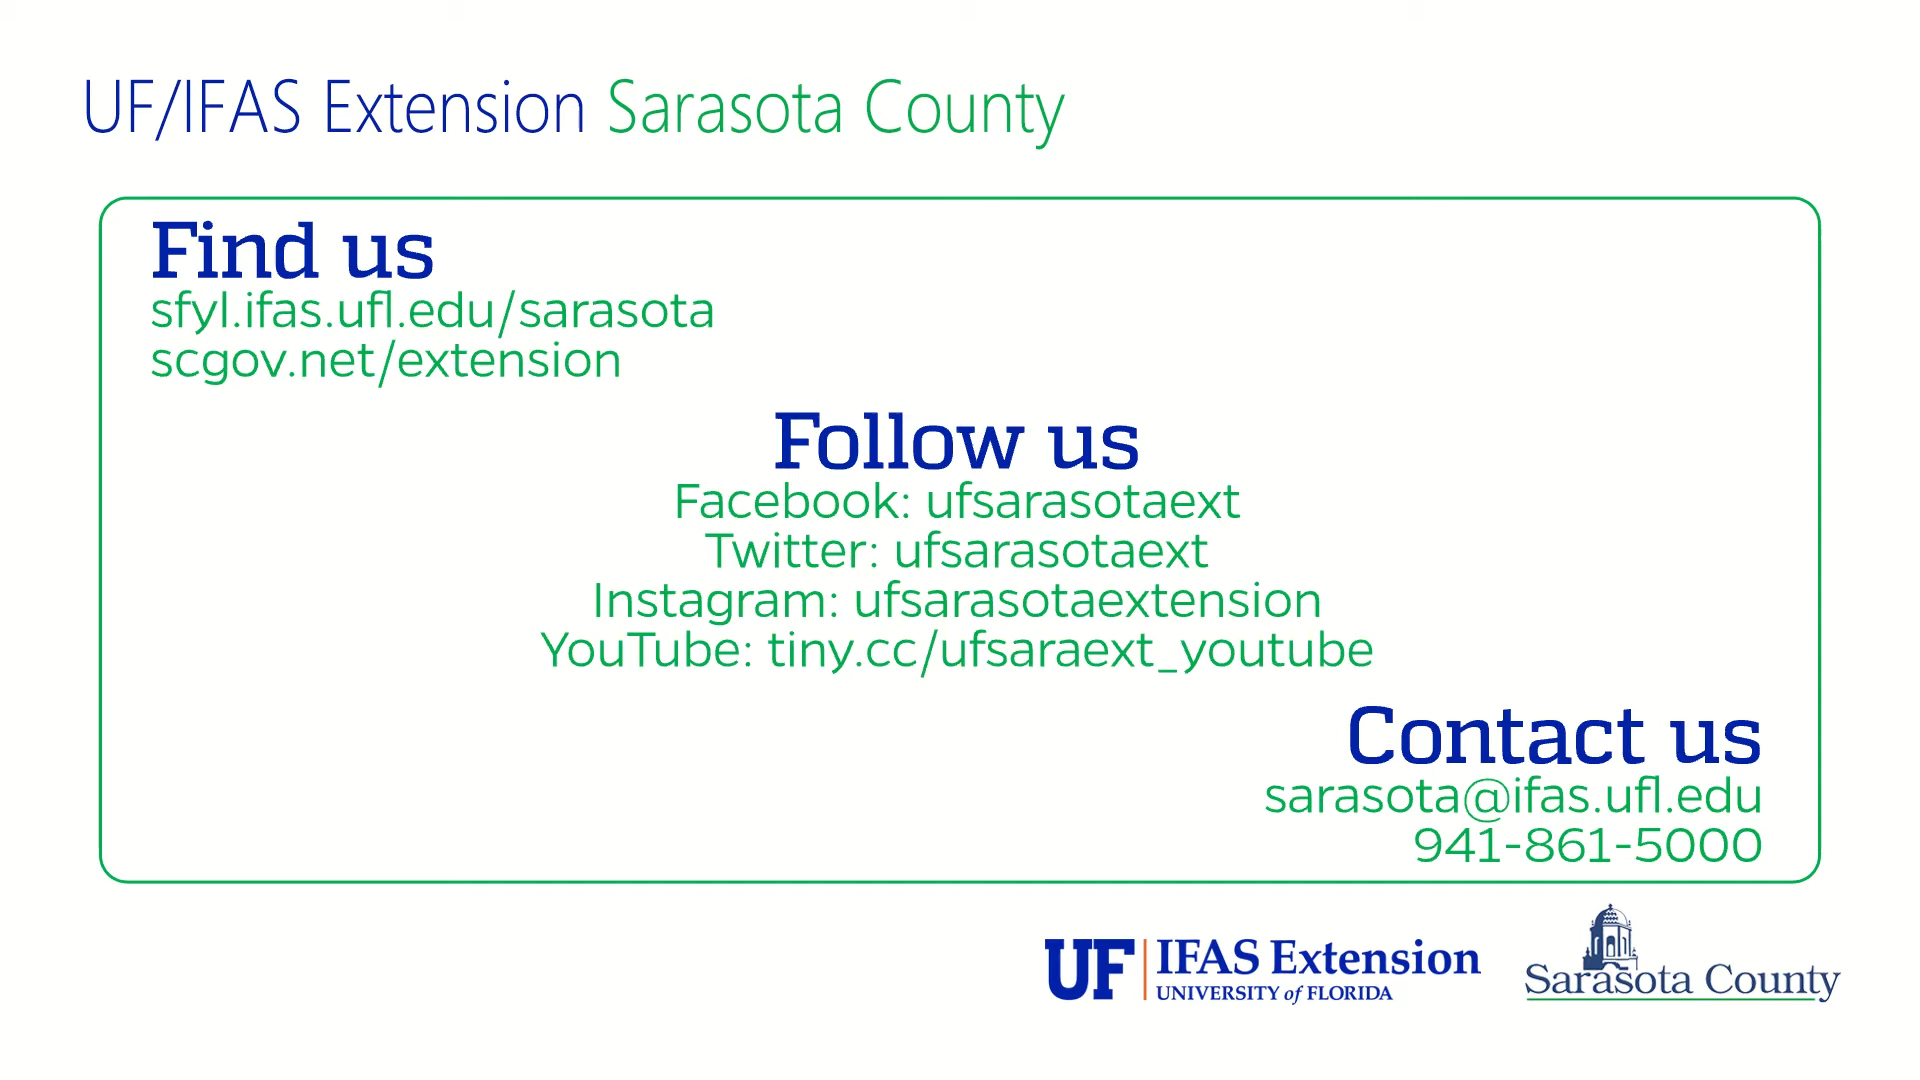 UF/IFAS Extension Sarasota County
Find us
sfyl.ifas.ufl.edu/sarasota
scgov.net/extension
Follow us
Facebook: ufsarasotaext
Twitter: ufsarasotaext
Instagram: ufsarasotaextension
YouTube: tiny.cc/ufsaraext_youtube
Contact us
sarasota@ifas.ufl.edu
941-861-5000
UF IFAS Extension
UNIVERSITY of FLORIDA
Sarasota County